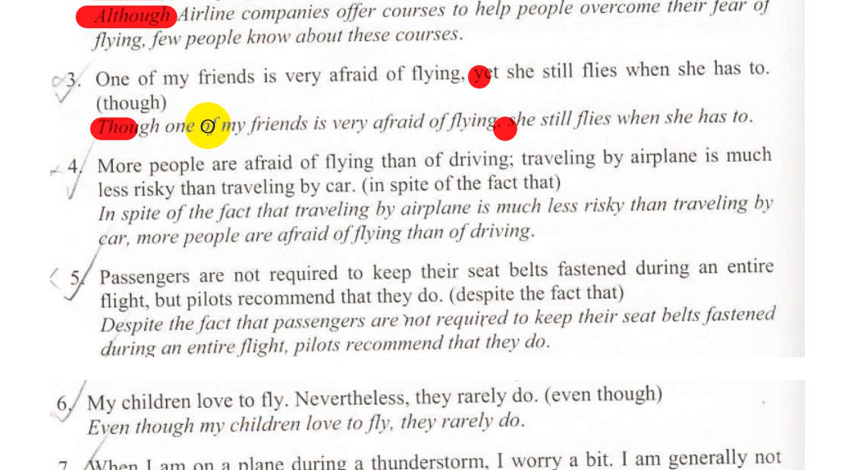 Although Airline companies offer courses to help people overcome their fear of
flying, few people know about these courses.
3. One of my friends is very afraid of flying, yet she still flies when she has to.
(though)
Though one of my friends is very afraid of flying, she still flies when she has to.
4. More people are afraid of flying than of driving; traveling by airplane is much
less risky than traveling by car. (in spite of the fact that)
In spite of the fact that traveling by airplane is much less risky than traveling by
car, more people are afraid of flying than of driving.
5. Passengers are not required to keep their seat belts fastened during an entire
flight, but pilots recommend that they do. (despite the fact that)
Despite the fact that passengers are not required to keep their seat belts fastened
during an entire flight, pilots recommend that they do.
6. My children love to fly. Nevertheless, they rarely do. (even though)
Even though my children love to fly, they rarely do.
7. When I am on a plane during a thunderstorm, I worry a bit. I am generally not